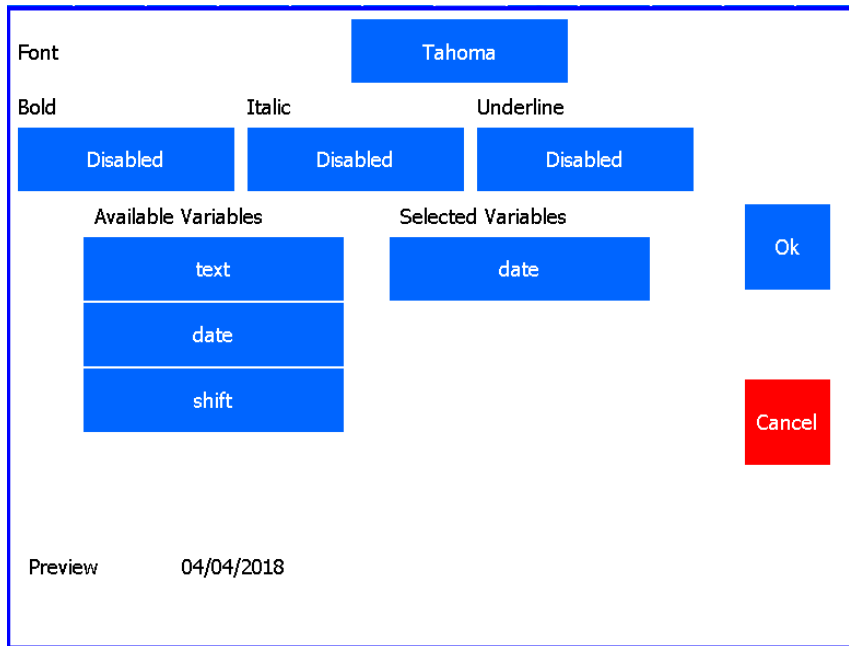 Font Tahoma
Bold Italic Underline
Disabled Disabled Disabled
Available Variables Selected Variables
text date
Ok
date
shift
Cancel
Preview 04/04/2018